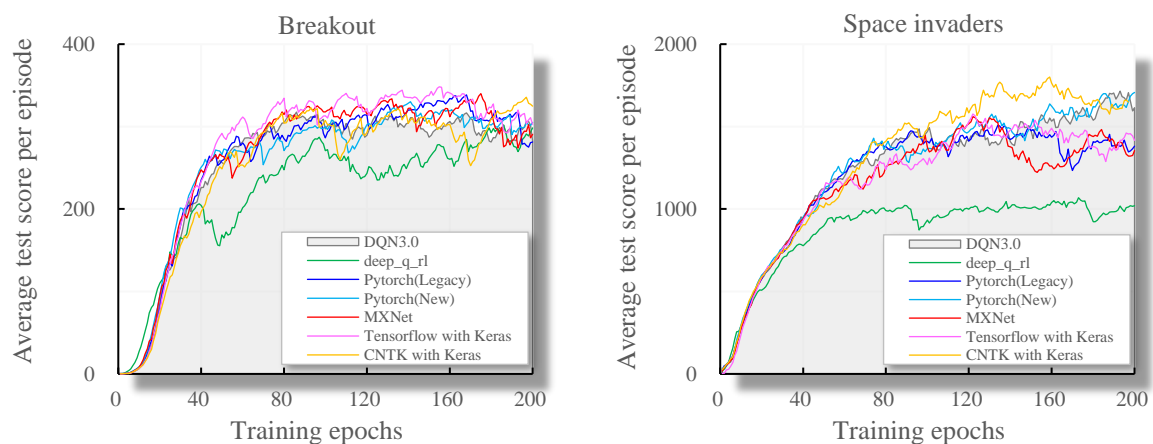 Breakout
Average test score per episode
400
200
0
0 40 80 120 160 200
Training epochs
DQN3.0
deep_q_rl
Pytorch(Legacy)
Pytorch(New)
MXNet
Tensorflow with Keras
CNTK with Keras
Space invaders
Average test score per episode
2000
1000
0
0 40 80 120 160 200
Training epochs
DQN3.0
deep_q_rl
Pytorch(Legacy)
Pytorch(New)
MXNet
Tensorflow with Keras
CNTK with Keras